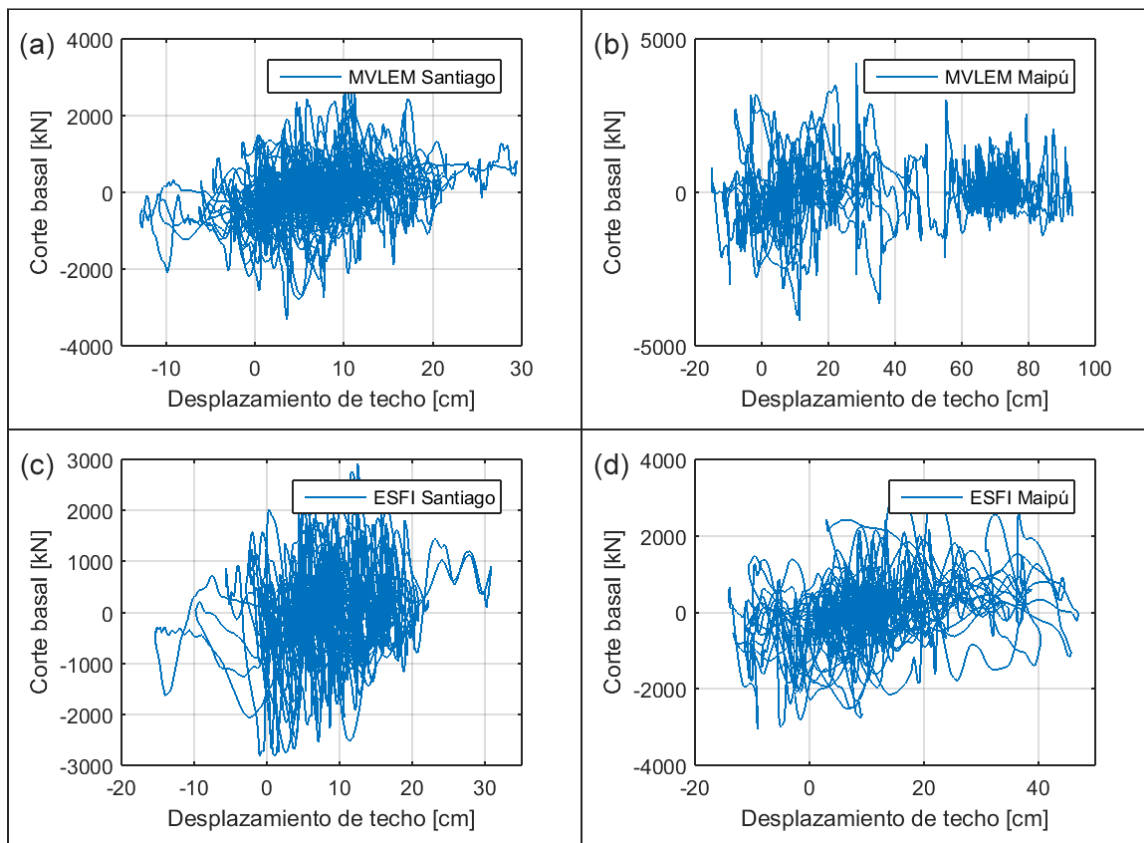 (a)
4000
2000
0
-2000
-4000
Corte basal [kN]
MVLEM Santiago
-10
0
10
20
30
Desplazamiento de techo [cm]
(b)
5000
0
-5000
Corte basal [kN]
MVLEM Maipú
-20
0
20
40
60
80
100
Desplazamiento de techo [cm]
(c)
3000
2000
1000
0
-1000
-2000
-3000
Corte basal [kN]
ESFI Santiago
-20
-10
0
10
20
30
Desplazamiento de techo [cm]
(d)
4000
2000
0
-2000
-4000
Corte basal [kN]
ESFI Maipú
-20
0
20
40
Desplazamiento de techo [cm]